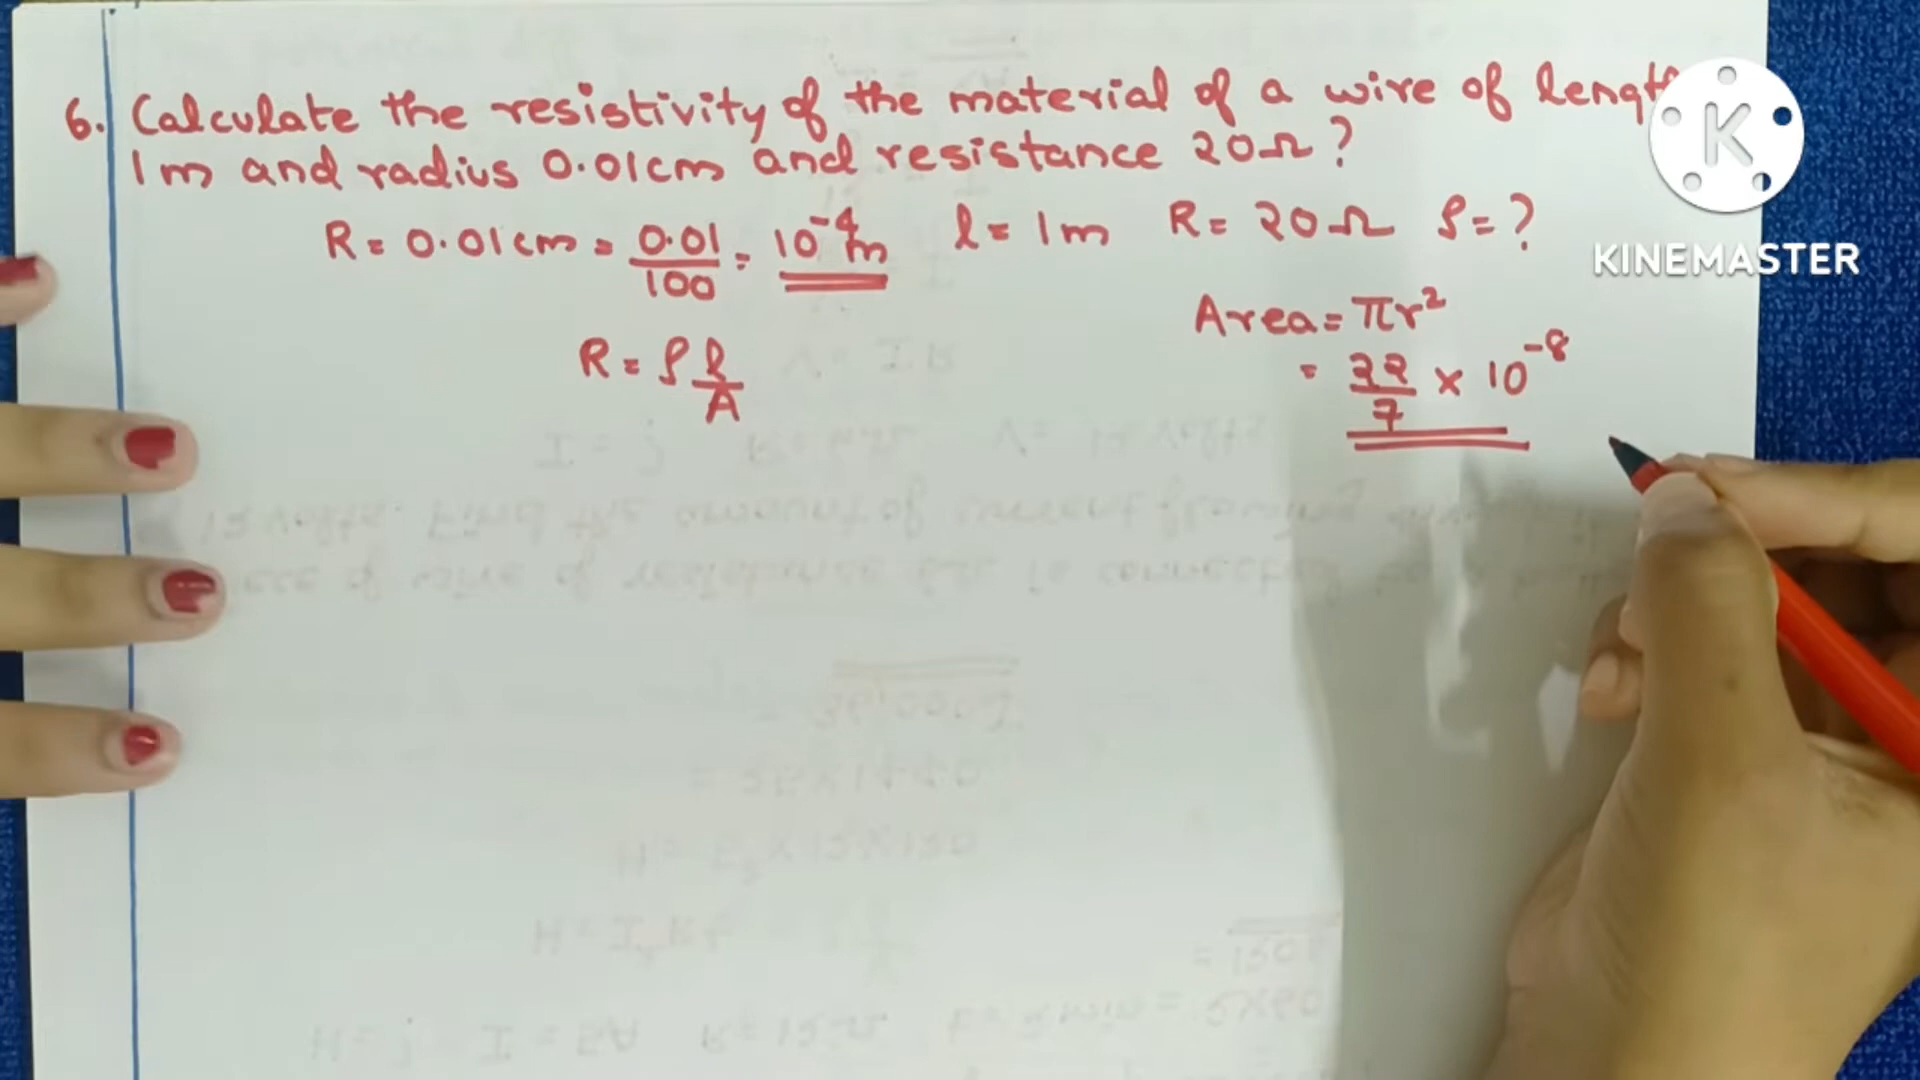 6. Calculate the resistivity of the material of a wire of length
1m and radius 0.01cm and resistance 20Ω?
R = 0.01cm = 0.01/100 = 10⁻⁴m l = 1m R = 20Ω ρ = ?
Area = πr²
R = ρ l/A
= 22/7 × 10⁻⁸
K
KINEMASTER